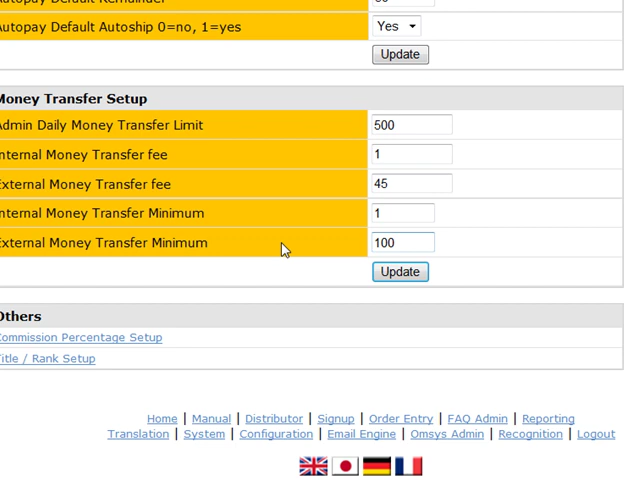 Autopay Default Remainder
Autopay Default Autoship 0=no, 1=yes Yes
Update
Money Transfer Setup
Admin Daily Money Transfer Limit 500
Internal Money Transfer fee 1
External Money Transfer fee 45
Internal Money Transfer Minimum 1
External Money Transfer Minimum 100
Update
Others
Commission Percentage Setup
Title / Rank Setup
Home | Manual | Distributor | Signup | Order Entry | FAQ Admin | Reporting
Translation | System | Configuration | Email Engine | Omsys Admin | Recognition | Logout